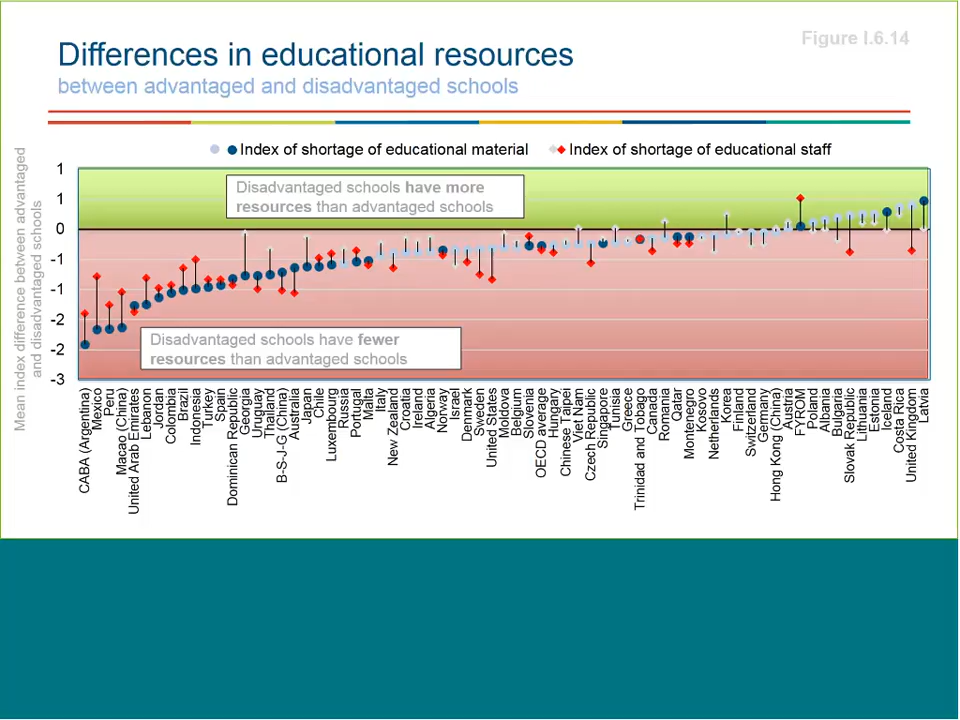 Figure I.6.14
Differences in educational resources
between advantaged and disadvantaged schools
Index of shortage of educational material
Index of shortage of educational staff
Mean index difference between advantaged
and disadvantaged schools
1
1
0
-1
-1
-2
-2
-3
Disadvantaged schools have more
resources than advantaged schools
Disadvantaged schools have fewer
resources than advantaged schools
CABA (Argentina)
Mexico
Peru
Macao (China)
United Arab Emirates
Lebanon
Jordan
Colombia
Brazil
Indonesia
Turkey
Spain
Dominican Republic
Georgia
Uruguay
Thailand
B-S-J-G (China)
Australia
Japan
Chile
Luxembourg
Russia
Portugal
Malta
Italy
New Zealand
Croatia
Ireland
Algeria
Norway
Israel
Denmark
Sweden
United States
Moldova
Belgium
Slovenia
OECD average
Hungary
Chinese Taipei
Viet Nam
Czech Republic
Singapore
Tunisia
Greece
Trinidad and Tobago
Canada
Romania
Qatar
Montenegro
Kosovo
Netherlands
Korea
Finland
Switzerland
Germany
Hong Kong (China)
Austria
FYROM
Poland
Albania
Bulgaria
Slovak Republic
Lithuania
Estonia
Iceland
Costa Rica
United Kingdom
Latvia